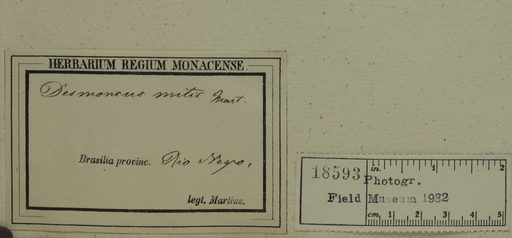 HERBARIUM REGIUM MONACENSE.
Desmoncus mitis Mart.
Brasilia provinc. Rio Negro,
legt. Martius.
18593
in. 1 2
Photogr.
Field Museum 1932
cm. 1 2 3 4 5